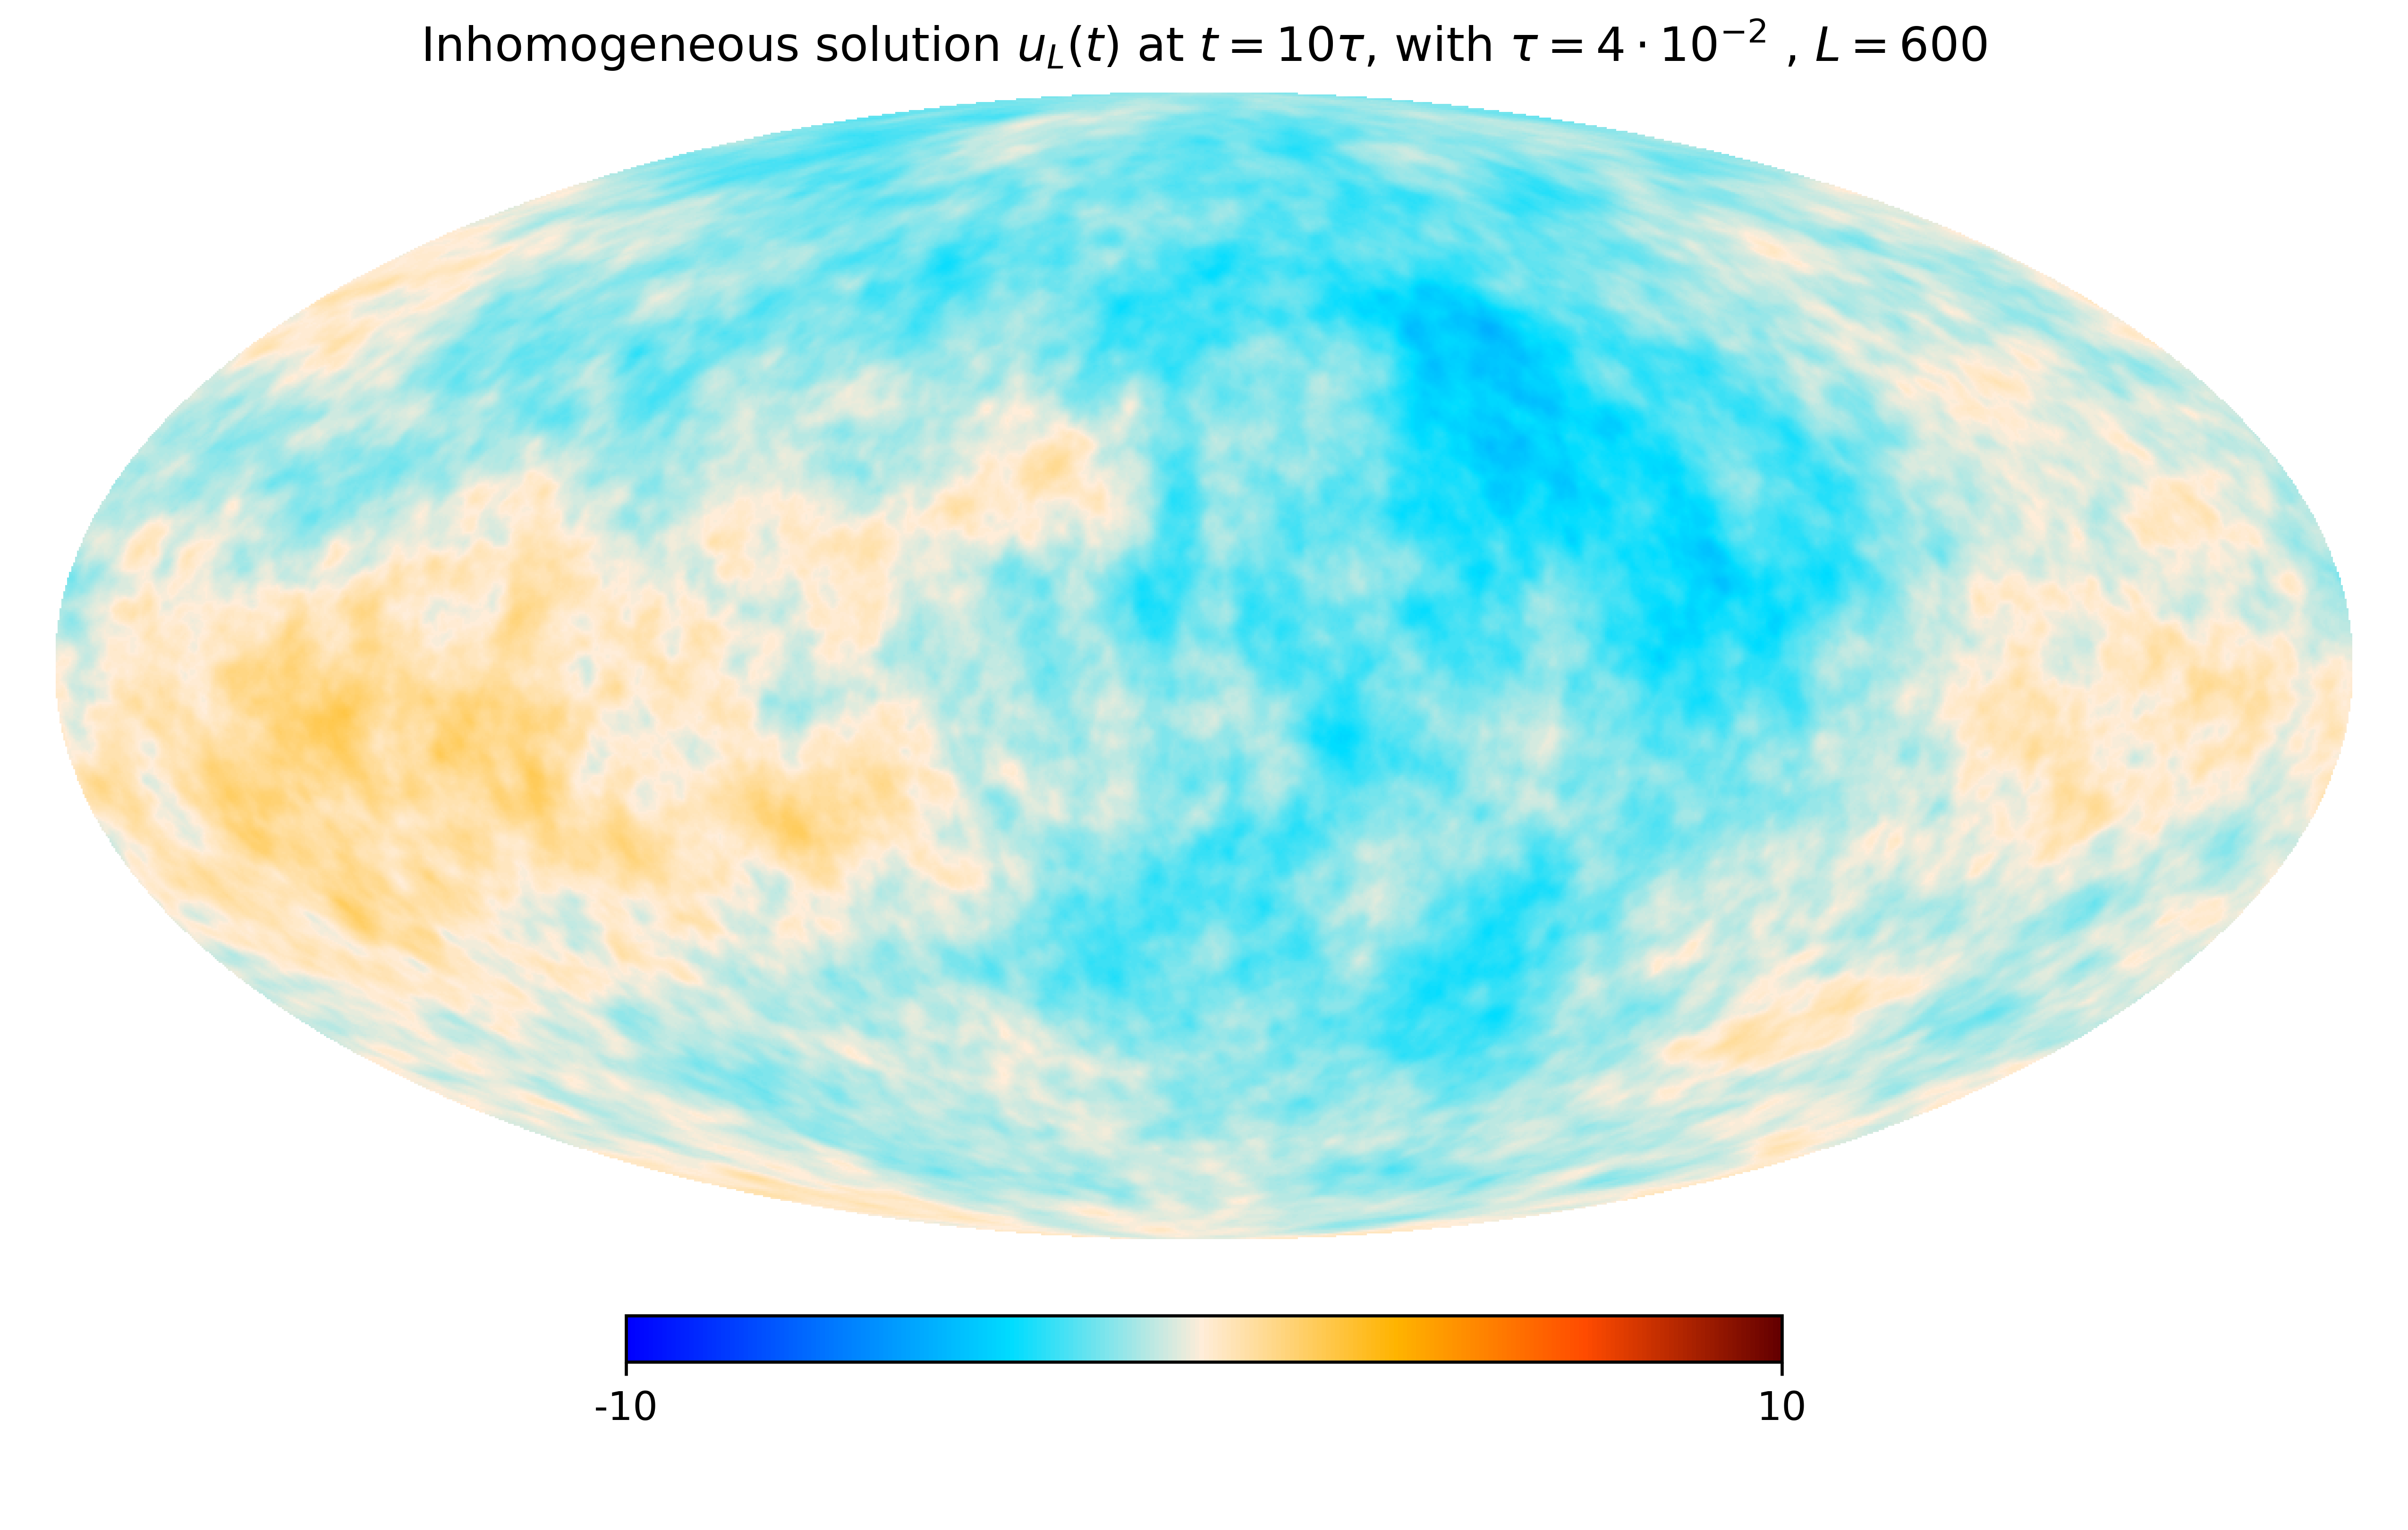 Inhomogeneous solution u_L(t) at t = 10τ, with τ = 4 · 10⁻² , L = 600
-10 10